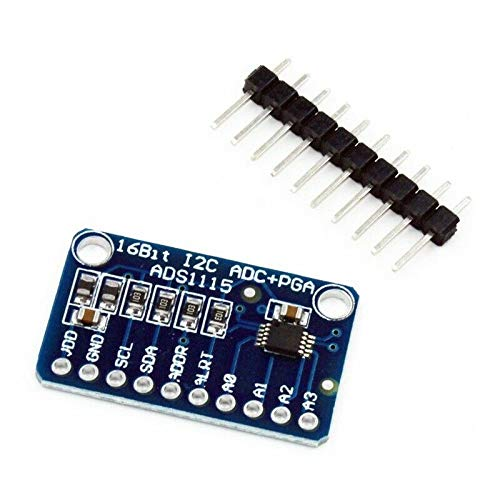 16Bit I2C ADC+PGA
ADS1115
VDD GND SCL SDA ADDR ALRT A0 A1 A2 A3